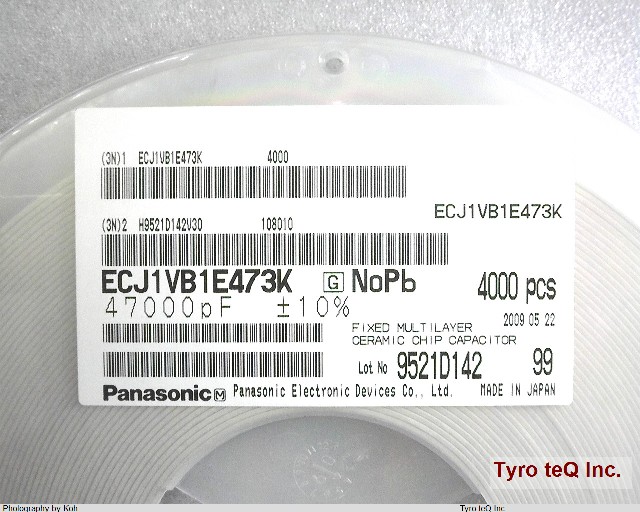 (3N)1 ECJ1VB1E473K 4000
ECJ1VB1E473K
(3N)2 H9521D142V30 108010
ECJ1VB1E473K G NoPb 4000 pcs
47000pF ±10% 2009 05 22
FIXED MULTILAYER
CERAMIC CHIP CAPACITOR
Lot No 9521D142 99
Panasonic M Panasonic Electronic Devices Co., Ltd. MADE IN JAPAN
Tyro teQ Inc.
Photography by Koh Tyro teQ Inc